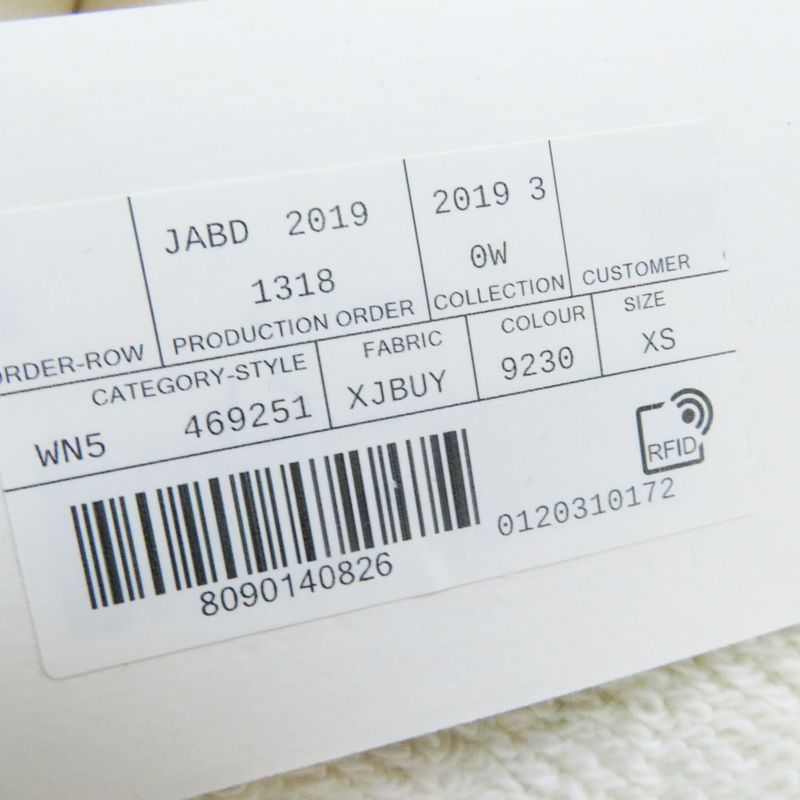 JABD 2019
1318
PRODUCTION ORDER
2019 3
0W
COLLECTION
CUSTOMER
ORDER-ROW
CATEGORY-STYLE
WN5 469251
FABRIC
XJBUY
COLOUR
9230
SIZE
XS
RFID
8090140826
0120310172